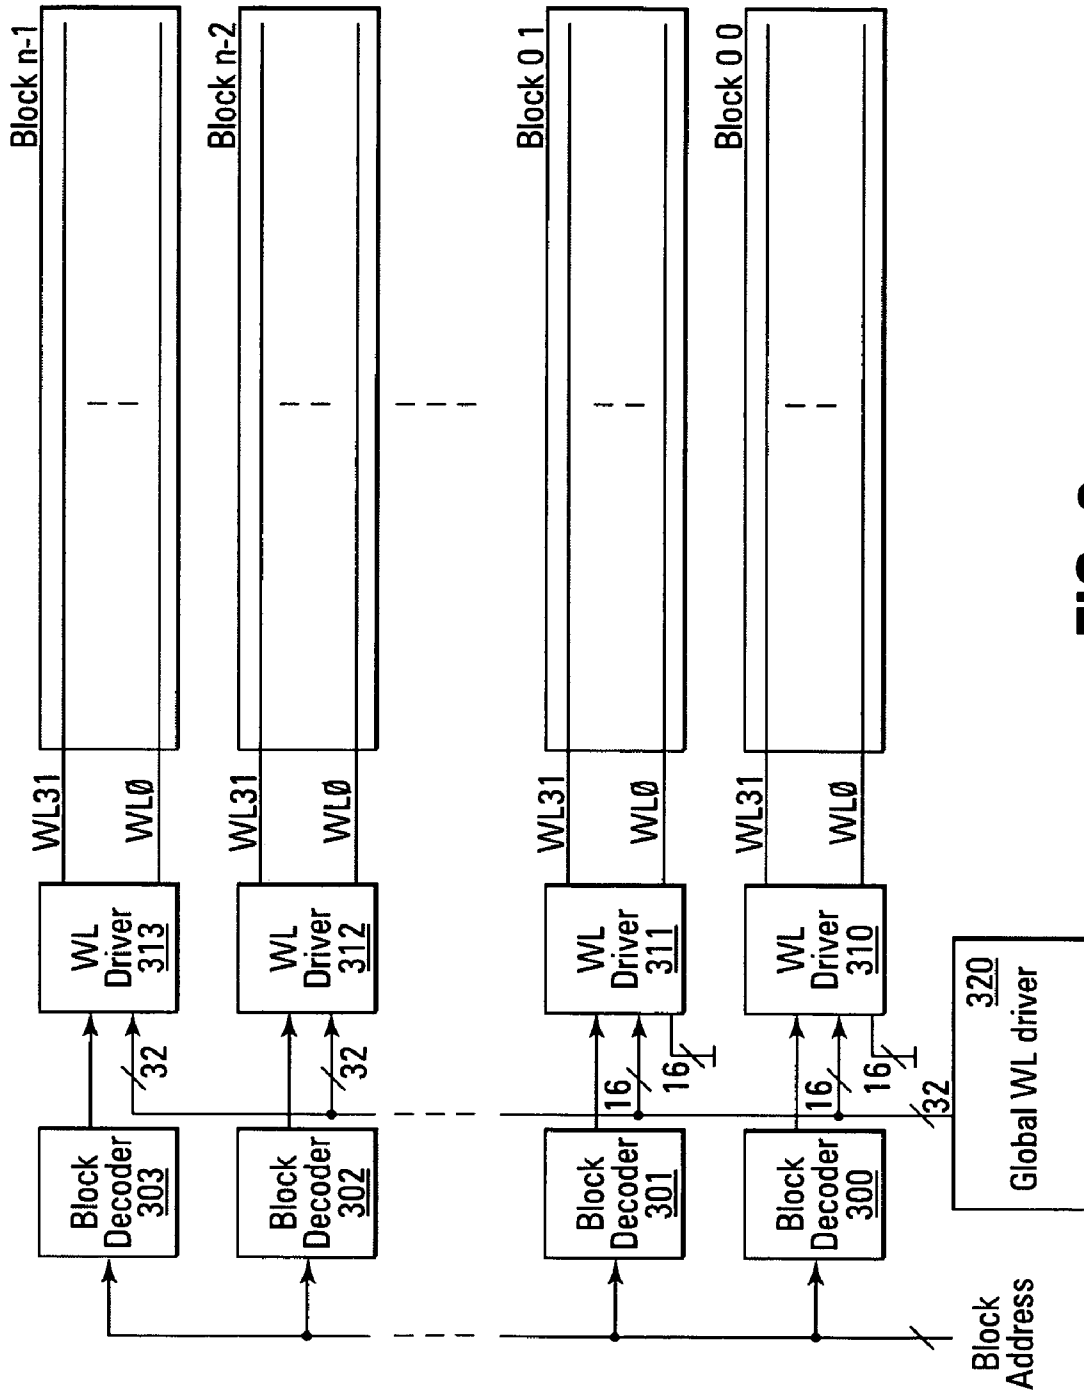 Block n-1
WL31
WLØ
WL
Driver
313
32
Block
Decoder
303
Block n-2
WL31
WLØ
WL
Driver
312
32
Block
Decoder
302
Block 0 1
WL31
WLØ
WL
Driver
311
16
16
Block
Decoder
301
Block 0 0
WL31
WLØ
WL
Driver
310
16
16
Block
Decoder
300
32
320
Global WL driver
Block
Address